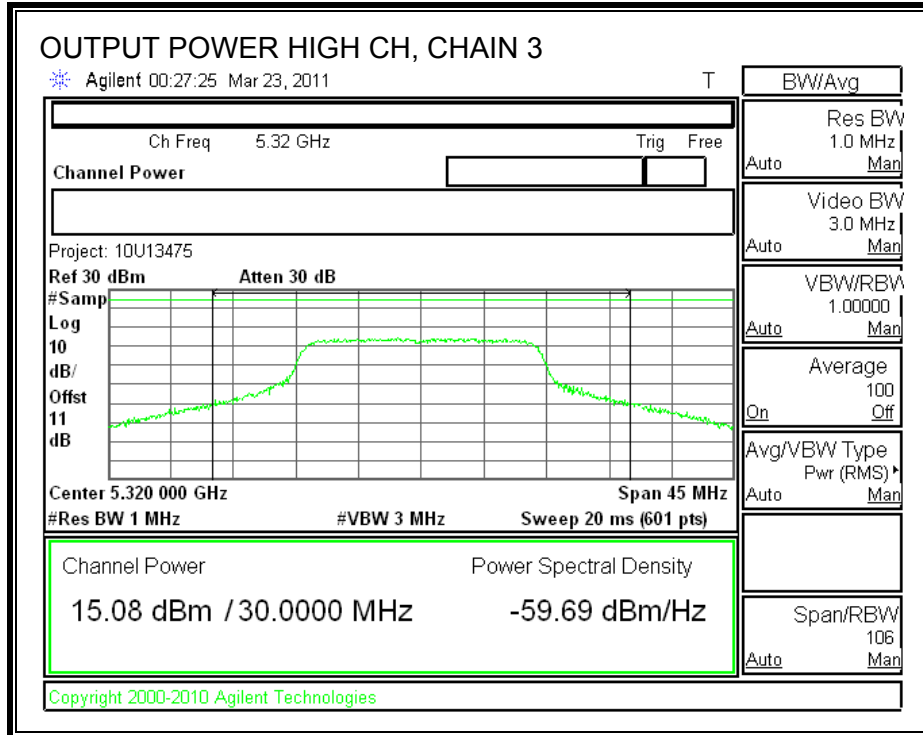 OUTPUT POWER HIGH CH, CHAIN 3
Agilent 00:27:25 Mar 23, 2011 T
Ch Freq 5.32 GHz Trig Free
Channel Power
Project: 10U13475
Ref 30 dBm Atten 30 dB
#Samp
Log
10
dB/
Offst
11
dB
Center 5.320 000 GHz Span 45 MHz
#Res BW 1 MHz #VBW 3 MHz Sweep 20 ms (601 pts)
Channel Power Power Spectral Density
15.08 dBm / 30.0000 MHz -59.69 dBm/Hz
Copyright 2000-2010 Agilent Technologies
BW/Avg
Res BW
1.0 MHz
Auto Man
Video BW
3.0 MHz
Auto Man
VBW/RBW
1.00000
Auto Man
Average
100
On Off
Avg/VBW Type
Pwr (RMS)
Auto Man
Span/RBW
106
Auto Man